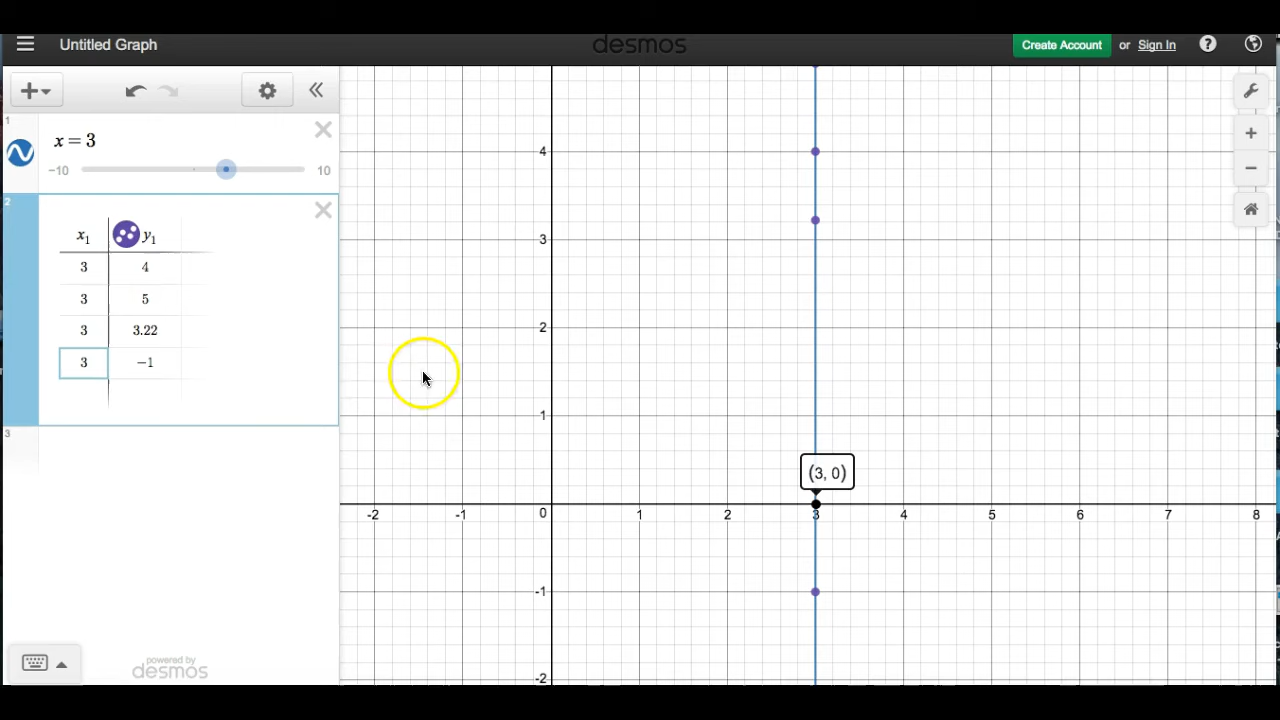 Untitled Graph
desmos
Create Account or Sign In
1
x = 3
−10
10
2
x₁ y₁
3 4
3 5
3 3.22
3 −1
3
powered by
desmos
4
3
2
1
(3, 0)
-2 -1 0 1 2 3 4 5 6 7 8
-1
-2